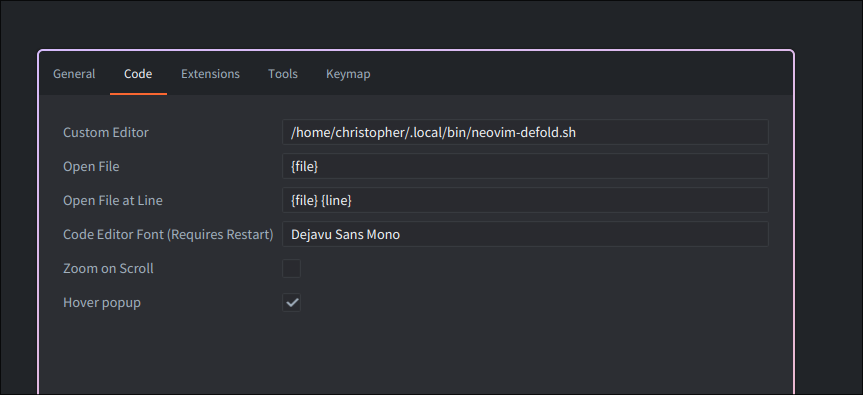 General Code Extensions Tools Keymap
Custom Editor /home/christopher/.local/bin/neovim-defold.sh
Open File {file}
Open File at Line {file} {line}
Code Editor Font (Requires Restart) Dejavu Sans Mono
Zoom on Scroll
Hover popup